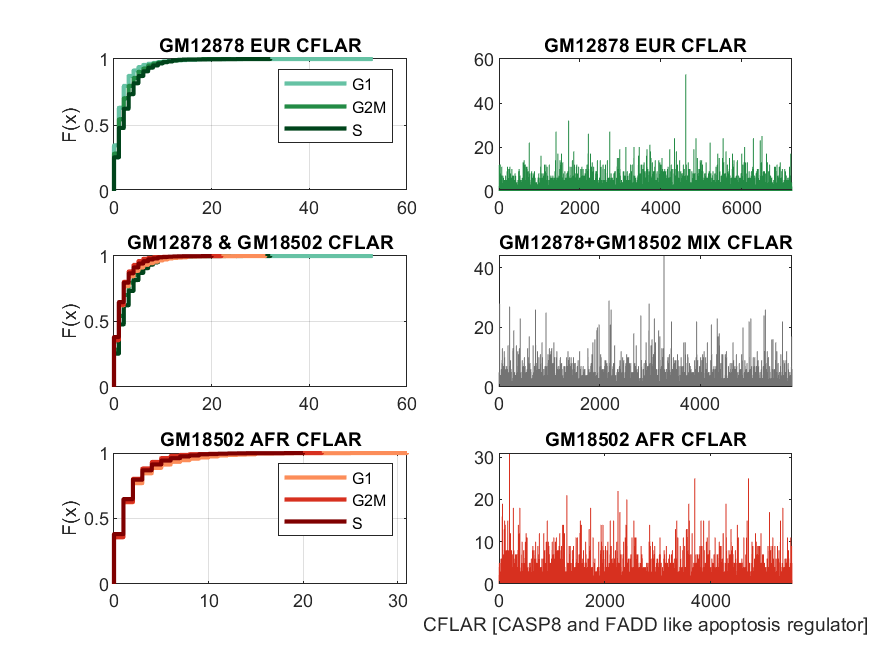 GM12878 EUR CFLAR
1
0.5
0
F(x)
0 20 40 60
G1
G2M
S
GM12878 EUR CFLAR
60
40
20
0
0 2000 4000 6000
GM12878 & GM18502 CFLAR
1
0.5
0
F(x)
0 20 40 60
GM12878+GM18502 MIX CFLAR
40
20
0
0 2000 4000
GM18502 AFR CFLAR
1
0.5
0
F(x)
0 10 20 30
G1
G2M
S
GM18502 AFR CFLAR
30
20
10
0
0 2000 4000
CFLAR [CASP8 and FADD like apoptosis regulator]